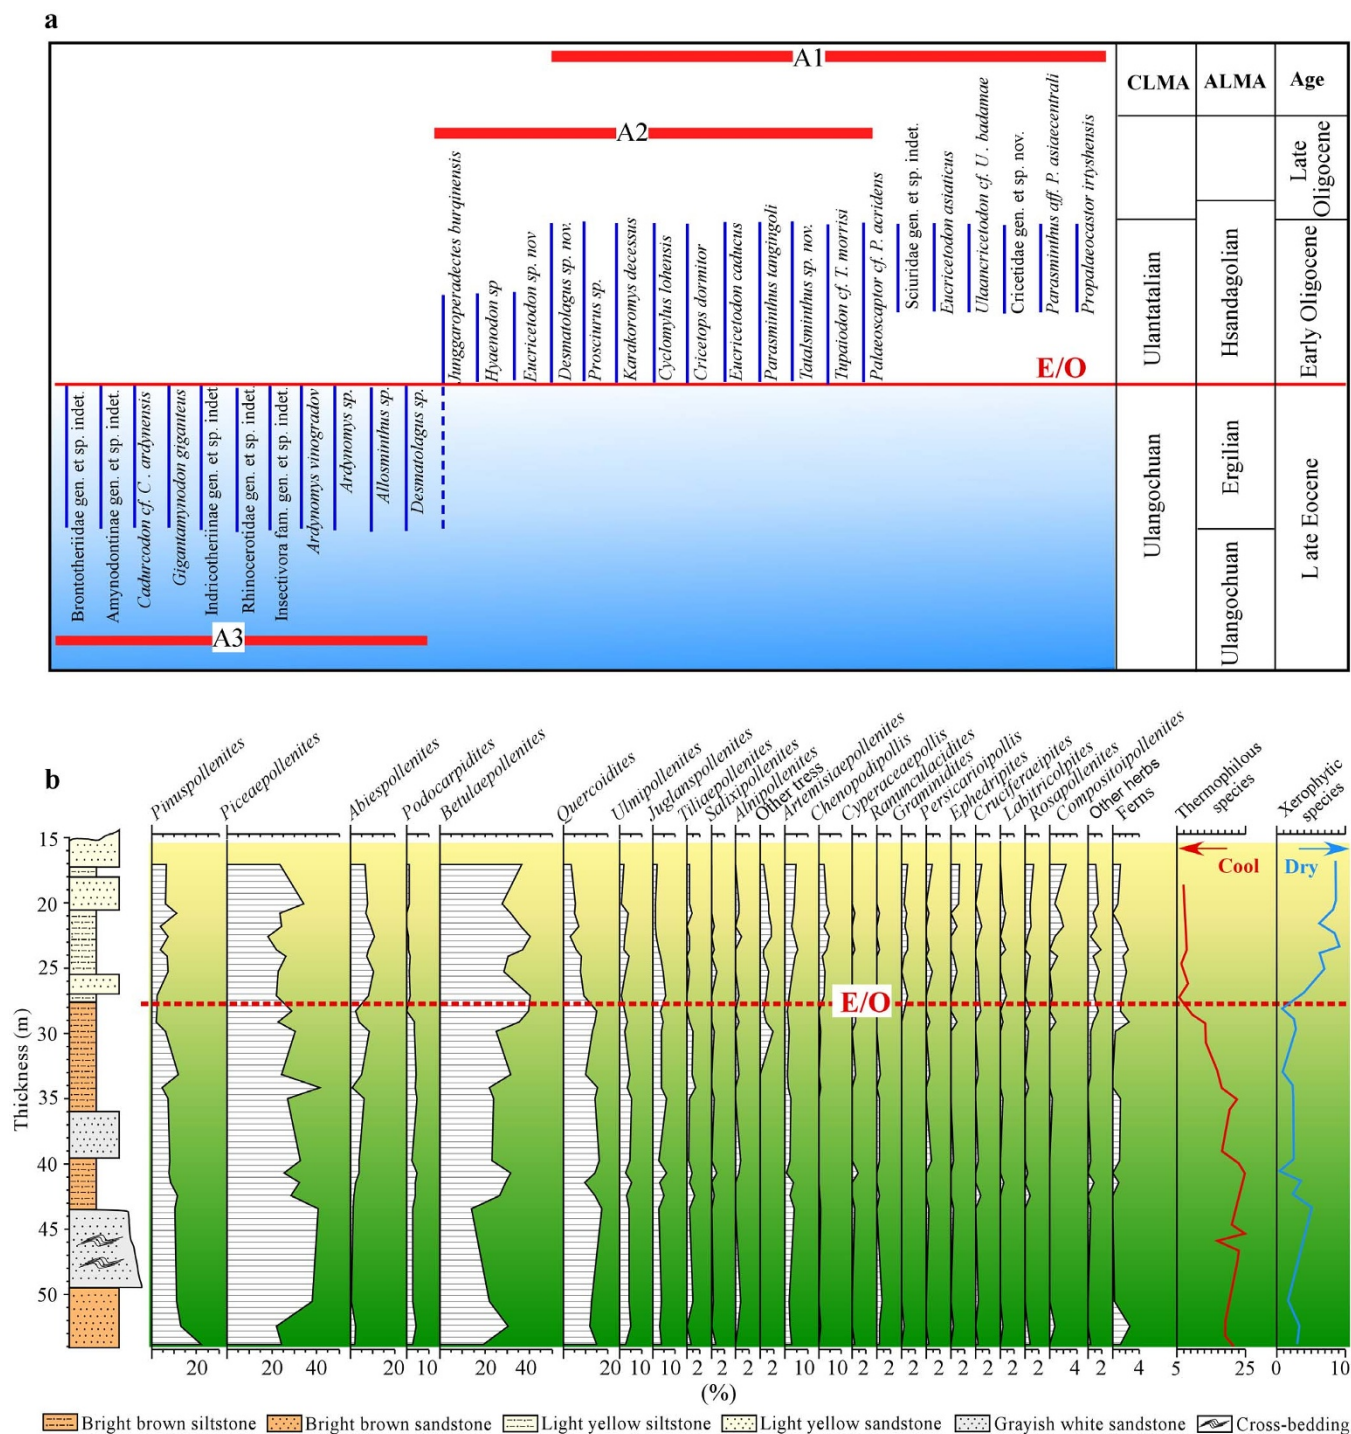 a
A1
CLMA
ALMA
Age
A2
Late Oligocene
Junggaroperadectes burqinensis
Hyaenodon sp
Eucricetodon sp. nov
Desmatolagus sp. nov.
Prosciurus sp.
Karakoromys decessus
Cyclomylus lohensis
Cricetops dormitor
Eucricetodon caducus
Parasminthus tangingoli
Tatalsminthus sp. nov.
Tupaiodon cf. T. morrisi
Palaeoscaptor cf. P. acridens
Sciuridae gen. et sp. indet.
Eucricetodon asiaticus
Ulaancricetodon cf. U. badamae
Cricetidae gen. et sp. nov.
Parasminthus aff. P. asiaecentrali
Propalaeocastor irtyshensis
Ulantatalian
Hsandagolian
Early Oligocene
E/O
Brontotheriidae gen. et sp. indet.
Amynodontinae gen. et sp. indet.
Cadurcodon cf. C. ardynensis
Gigantamynodon giganteus
Indricotheriinae gen. et sp. indet.
Rhinocerotidae gen. et sp. indet.
Insectivora fam. gen. et sp. indet.
Ardynomys vinogradov
Ardynomys sp.
Allosminthus sp.
Desmatolagus sp.
Ulangochuan
Ergilian
Ulangochuan
Late Eocene
A3
b
Pinuspollenites
Piceaepollenites
Abiespollenites
Podocarpidites
Betulaepollenites
Quercoidites
Ulmipollenites
Juglanspollenites
Tiliaepollenites
Salixipollenites
Alnipollenites
Other tress
Artemisiaepollenites
Chenopodipollis
Cyperaceaepollis
Ranunculacidites
Graminidites
Persicarioipollis
Ephedripites
Cruciferaeipites
Labitricolpites
Rosapollenites
Compositoipollenites
Other herbs
Ferns
Thermophilous species
Xerophytic species
Cool
Dry
Thickness (m)
15
20
25
30
35
40
45
50
E/O
20 20 40 20 10 20 40 20 10 10 2 2 2 2 10 10 2 2 2 2 2 2 2 2 4 2 4 5 25 0 10
(%)
Bright brown siltstone Bright brown sandstone Light yellow siltstone Light yellow sandstone Grayish white sandstone Cross-bedding